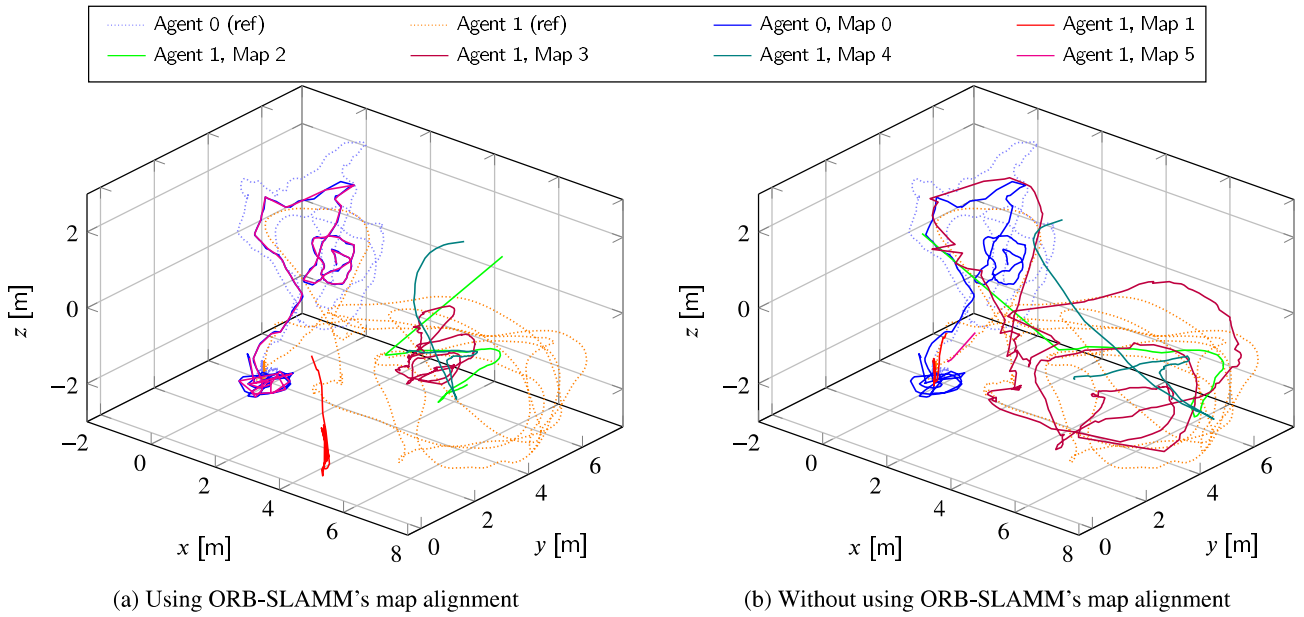 Agent 0 (ref) Agent 1 (ref) Agent 0, Map 0 Agent 1, Map 1
Agent 1, Map 2 Agent 1, Map 3 Agent 1, Map 4 Agent 1, Map 5
2
0
−2
z [m]
−2
0
2
4
6
8
x [m]
0
2
4
6
y [m]
(a) Using ORB-SLAMM's map alignment
2
0
−2
z [m]
−2
0
2
4
6
8
x [m]
0
2
4
6
y [m]
(b) Without using ORB-SLAMM's map alignment